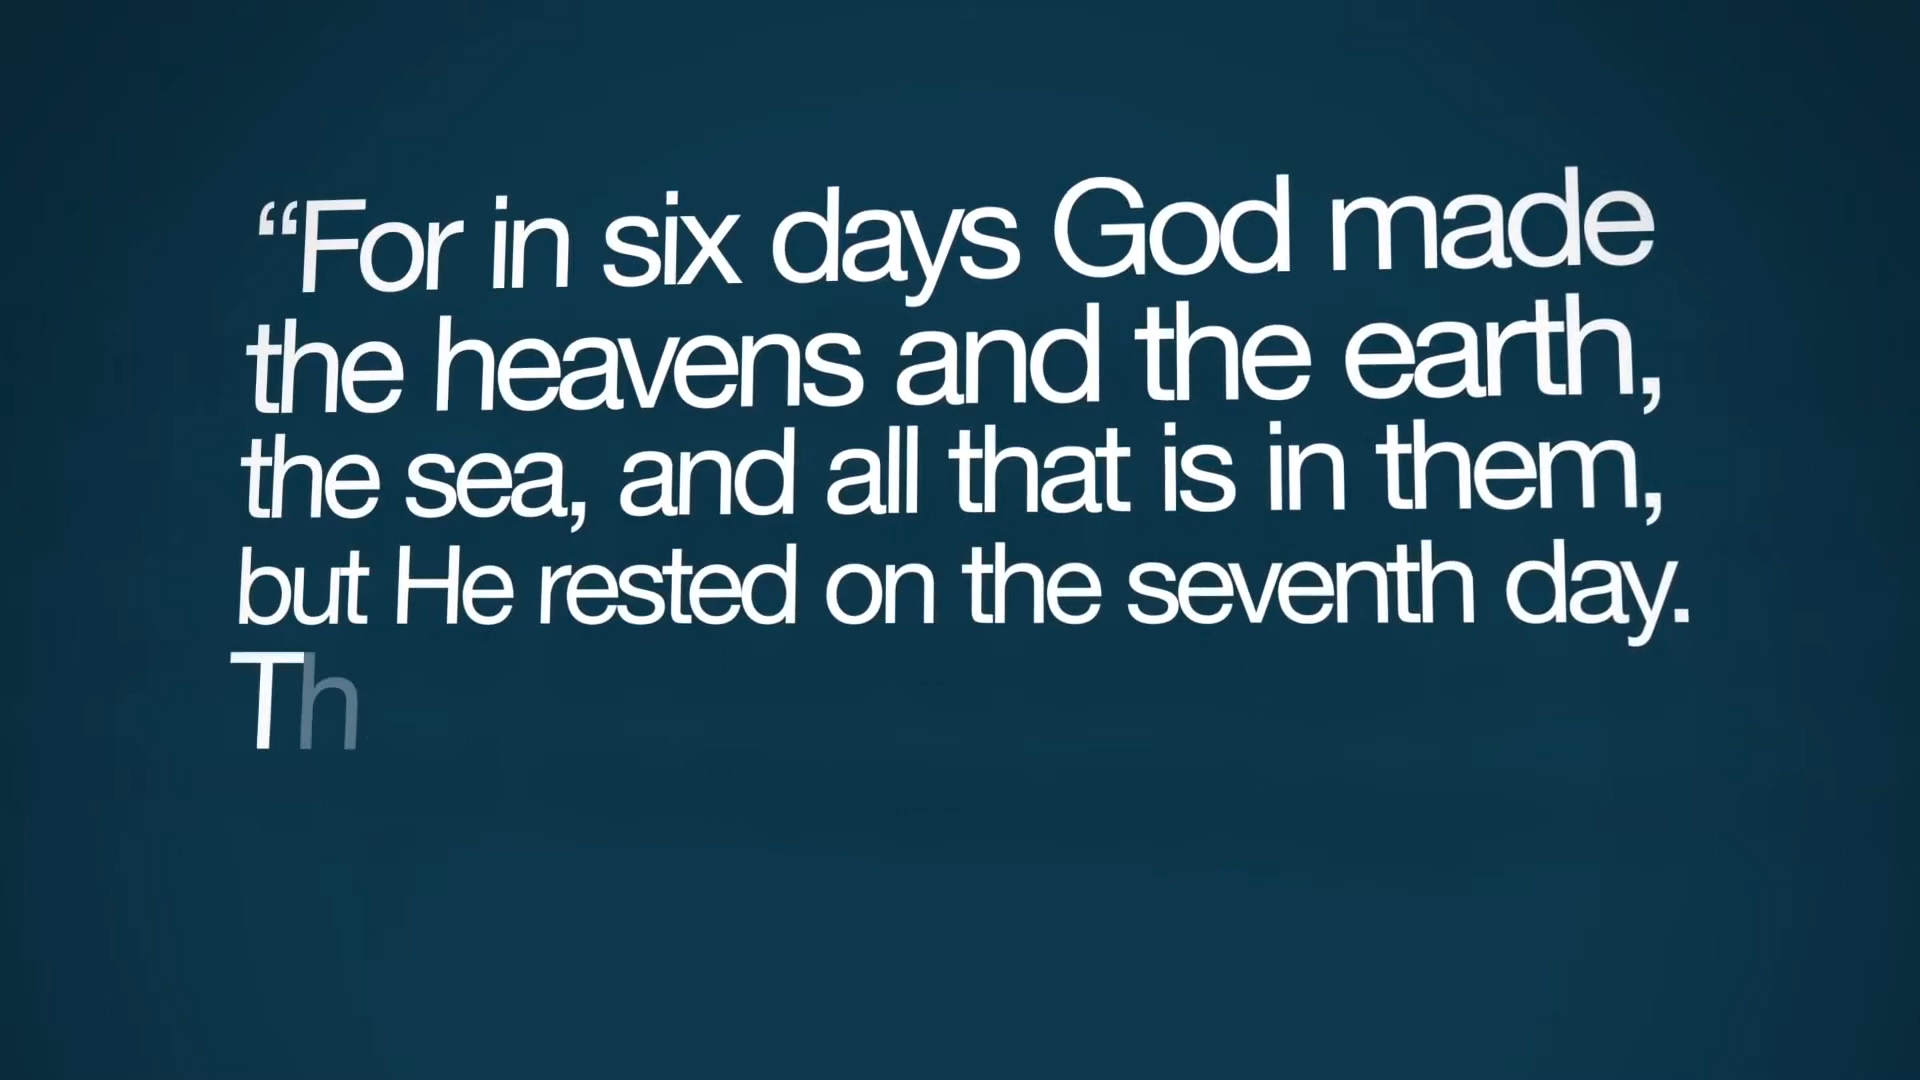 “For in six days God made
the heavens and the earth,
the sea, and all that is in them,
but He rested on the seventh day.
Th